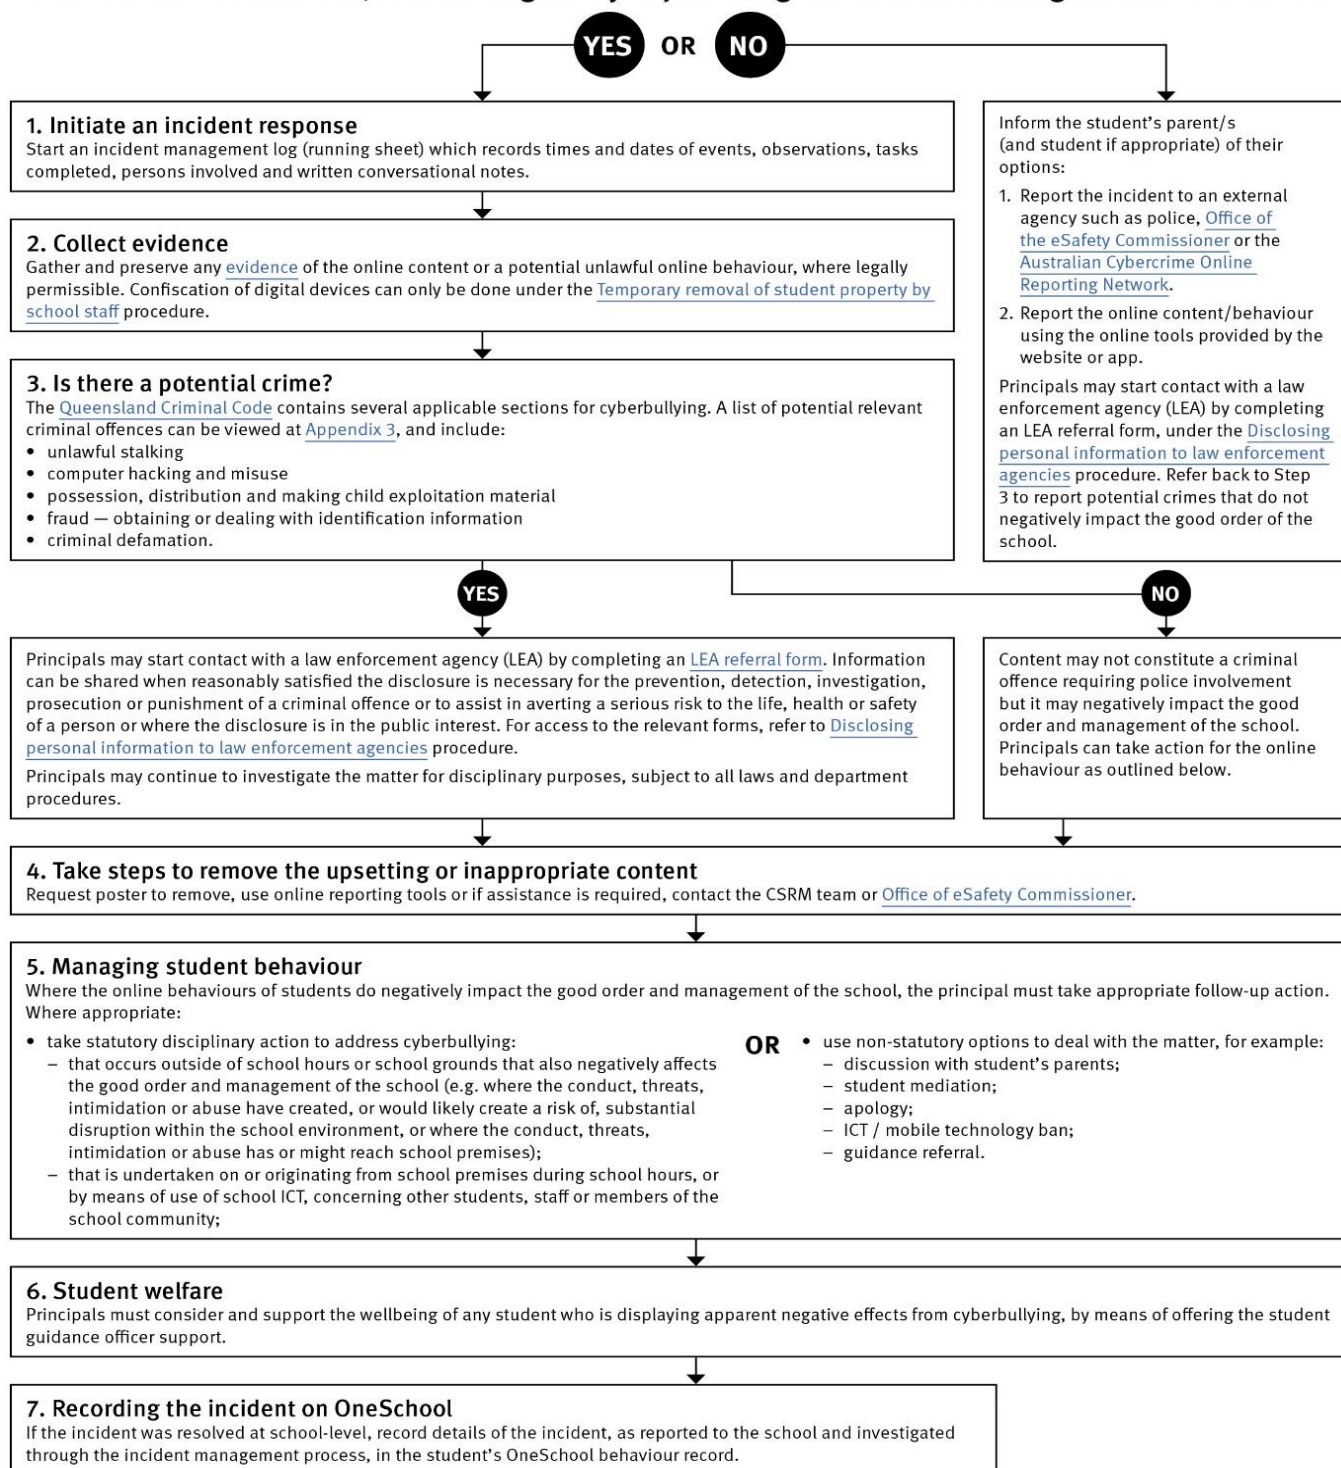 YES OR NO
1. Initiate an incident response
Start an incident management log (running sheet) which records times and dates of events, observations, tasks
completed, persons involved and written conversational notes.
2. Collect evidence
Gather and preserve any evidence of the online content or a potential unlawful online behaviour, where legally
permissible. Confiscation of digital devices can only be done under the Temporary removal of student property by
school staff procedure.
3. Is there a potential crime?
The Queensland Criminal Code contains several applicable sections for cyberbullying. A list of potential relevant
criminal offences can be viewed at Appendix 3, and include:
• unlawful stalking
• computer hacking and misuse
• possession, distribution and making child exploitation material
• fraud — obtaining or dealing with identification information
• criminal defamation.
Inform the student's parent/s
(and student if appropriate) of their
options:
1. Report the incident to an external
agency such as police, Office of
the eSafety Commissioner or the
Australian Cybercrime Online
Reporting Network.
2. Report the online content/behaviour
using the online tools provided by the
website or app.
Principals may start contact with a law
enforcement agency (LEA) by completing
an LEA referral form, under the Disclosing
personal information to law enforcement
agencies procedure. Refer back to Step
3 to report potential crimes that do not
negatively impact the good order of the
school.
YES
NO
Principals may start contact with a law enforcement agency (LEA) by completing an LEA referral form. Information
can be shared when reasonably satisfied the disclosure is necessary for the prevention, detection, investigation,
prosecution or punishment of a criminal offence or to assist in averting a serious risk to the life, health or safety
of a person or where the disclosure is in the public interest. For access to the relevant forms, refer to Disclosing
personal information to law enforcement agencies procedure.
Principals may continue to investigate the matter for disciplinary purposes, subject to all laws and department
procedures.
Content may not constitute a criminal
offence requiring police involvement
but it may negatively impact the good
order and management of the school.
Principals can take action for the online
behaviour as outlined below.
4. Take steps to remove the upsetting or inappropriate content
Request poster to remove, use online reporting tools or if assistance is required, contact the CSRM team or Office of eSafety Commissioner.
5. Managing student behaviour
Where the online behaviours of students do negatively impact the good order and management of the school, the principal must take appropriate follow-up action.
Where appropriate:
• take statutory disciplinary action to address cyberbullying:
– that occurs outside of school hours or school grounds that also negatively affects
the good order and management of the school (e.g. where the conduct, threats,
intimidation or abuse have created, or would likely create a risk of, substantial
disruption within the school environment, or where the conduct, threats,
intimidation or abuse has or might reach school premises);
– that is undertaken on or originating from school premises during school hours, or
by means of use of school ICT, concerning other students, staff or members of the
school community;
OR
• use non-statutory options to deal with the matter, for example:
– discussion with student's parents;
– student mediation;
– apology;
– ICT / mobile technology ban;
– guidance referral.
6. Student welfare
Principals must consider and support the wellbeing of any student who is displaying apparent negative effects from cyberbullying, by means of offering the student
guidance officer support.
7. Recording the incident on OneSchool
If the incident was resolved at school-level, record details of the incident, as reported to the school and investigated
through the incident management process, in the student's OneSchool behaviour record.